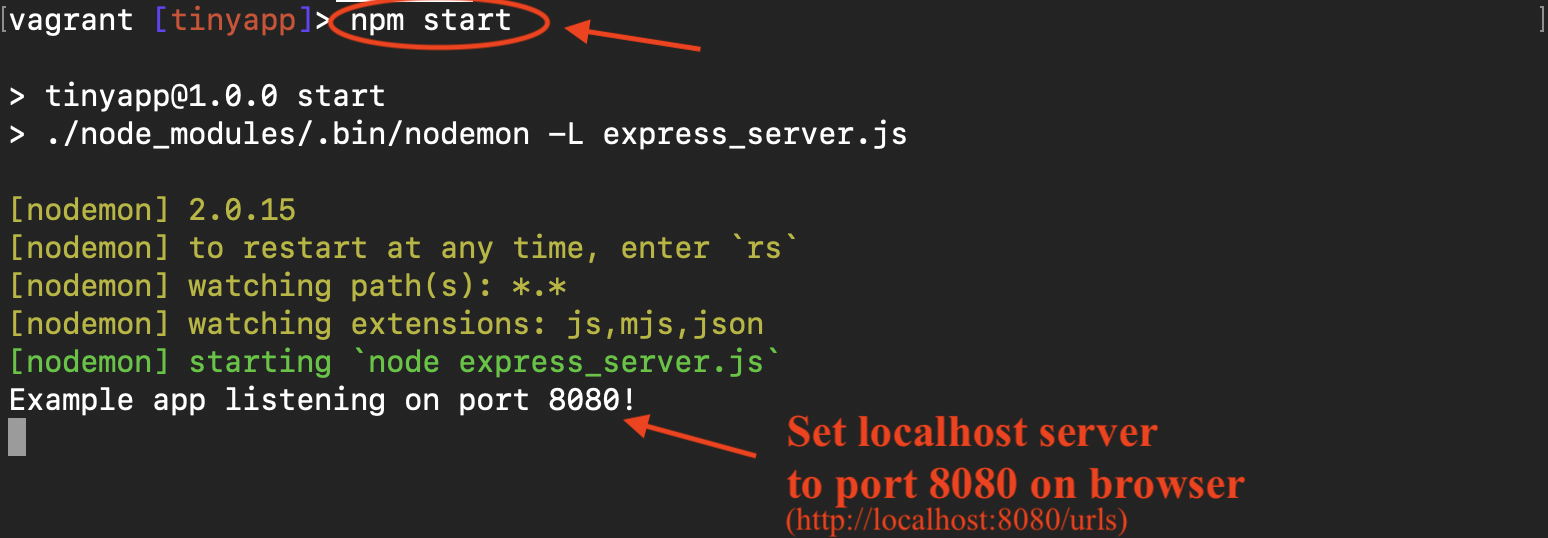 [vagrant [tinyapp]> npm start ]
> tinyapp@1.0.0 start
> ./node_modules/.bin/nodemon -L express_server.js
[nodemon] 2.0.15
[nodemon] to restart at any time, enter `rs`
[nodemon] watching path(s): *.*
[nodemon] watching extensions: js,mjs,json
[nodemon] starting `node express_server.js`
Example app listening on port 8080!
Set localhost server
to port 8080 on browser
(http://localhost:8080/urls)